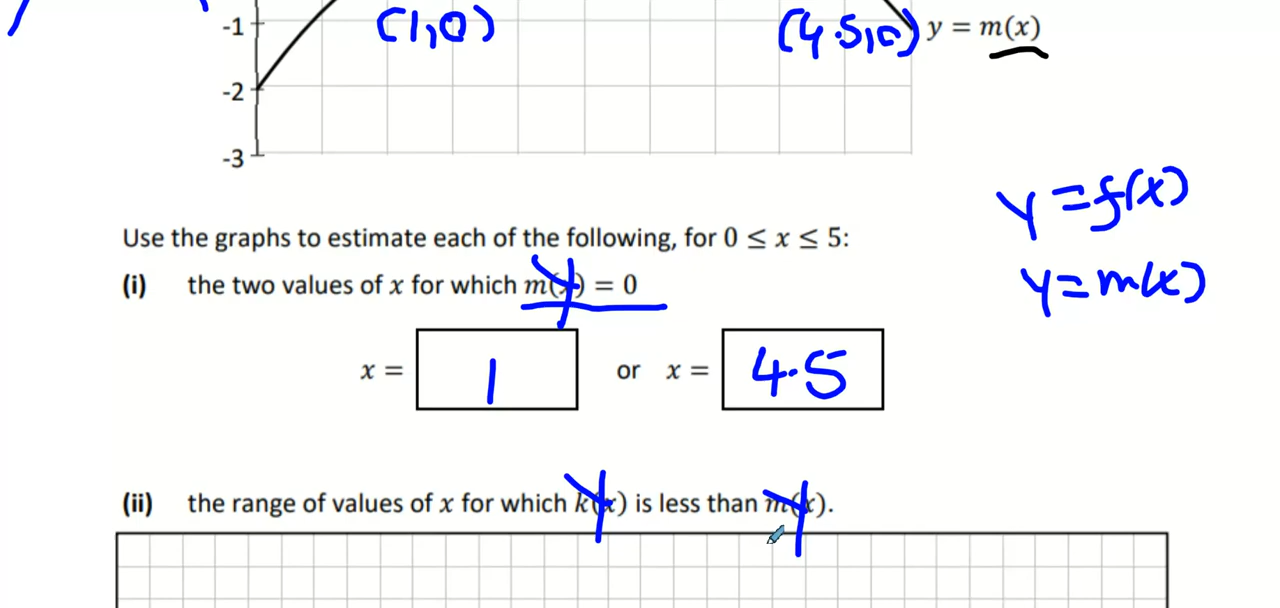 -1
(1,0)
(4.5,0)
y = m(x)
-2
-3
y = f(x)
Use the graphs to estimate each of the following, for 0 ≤ x ≤ 5:
y
(i) the two values of x for which m(x) = 0
y = m(x)
x = 1 or x = 4.5
y y
(ii) the range of values of x for which k(x) is less than m(x).